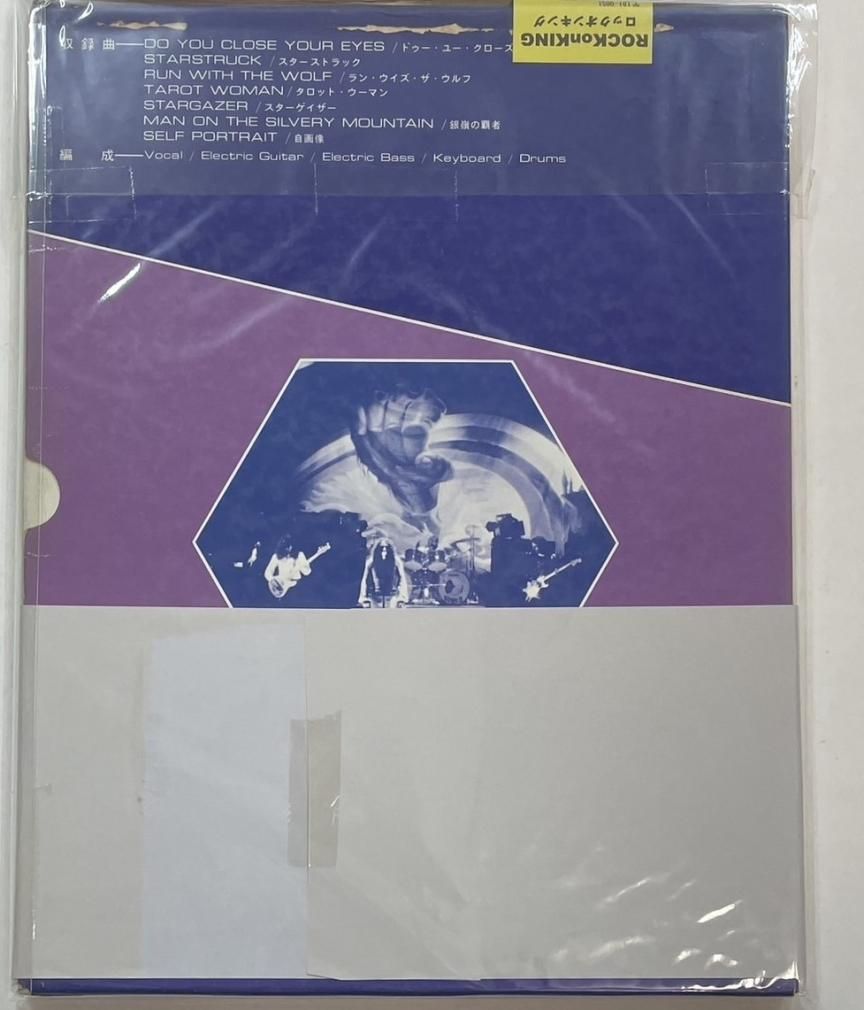 収録曲—DO YOU CLOSE YOUR EYES / ドゥー・ユー・クローズ
STARSTRUCK / スターストラック
RUN WITH THE WOLF / ラン・ウイズ・ザ・ウルフ
TAROT WOMAN / タロット・ウーマン
STARGAZER / スターゲイザー
MAN ON THE SILVERY MOUNTAIN / 銀嶺の覇者
SELF PORTRAIT / 自画像
編成—Vocal / Electric Guitar / Electric Bass / Keyboard / Drums
ROCKonKING
ロックオンキング